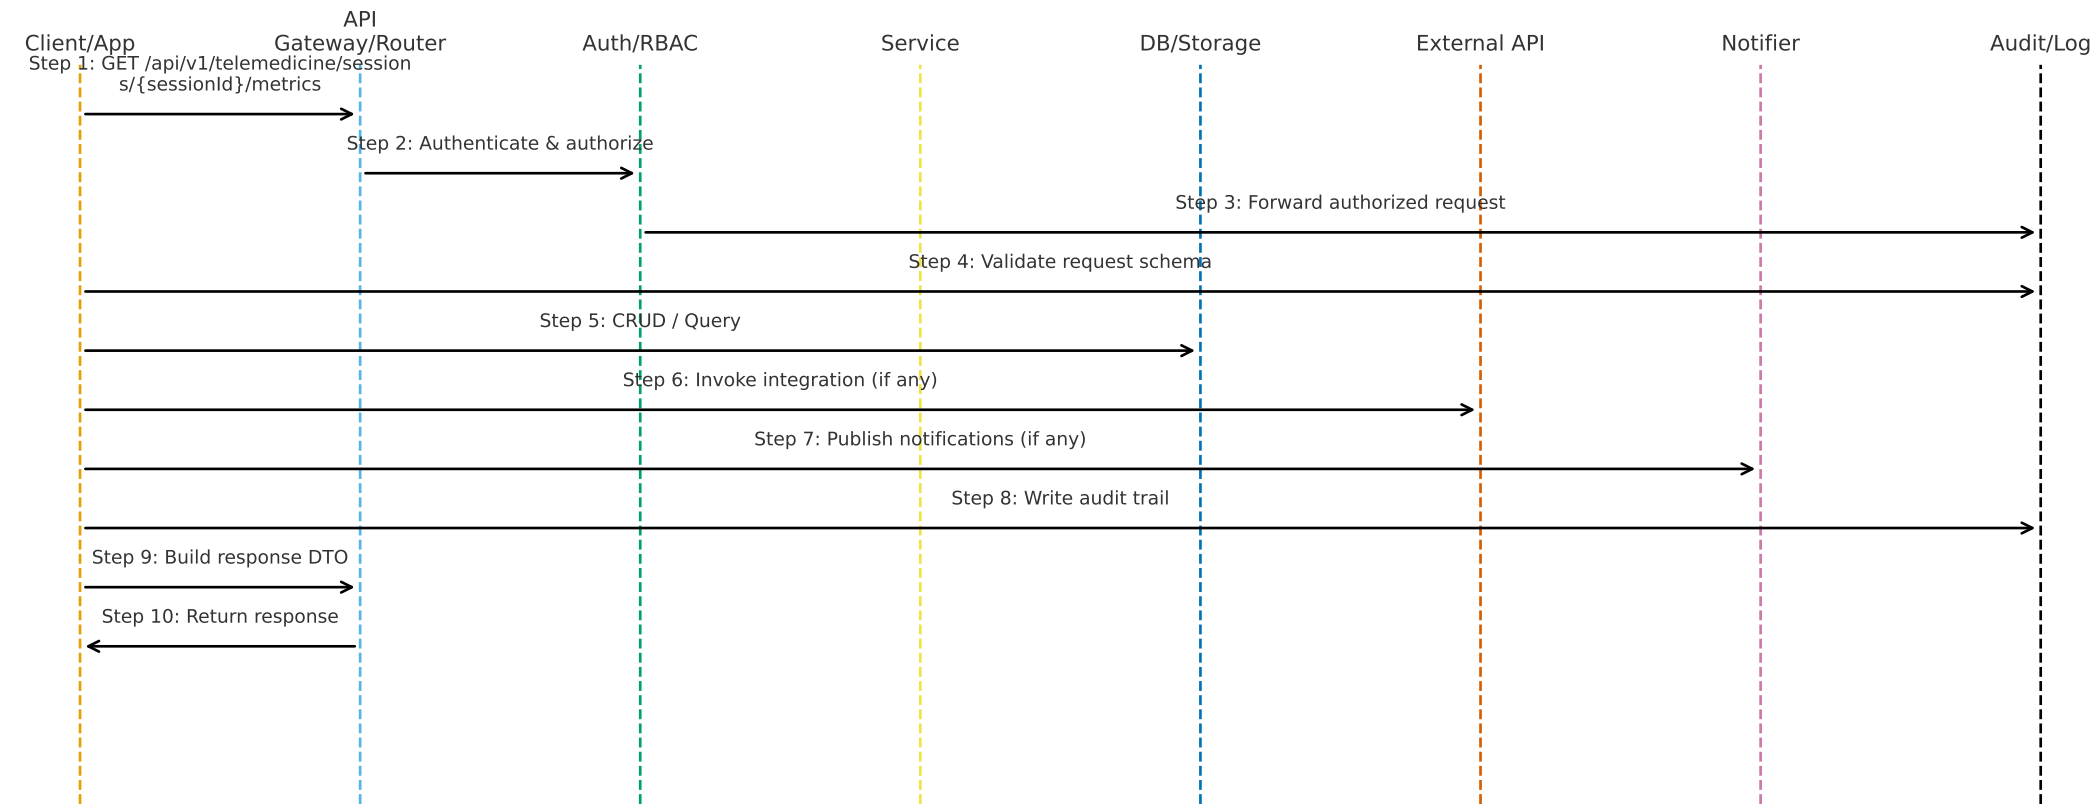 API
Client/App
Gateway/Router
Auth/RBAC
Service
DB/Storage
External API
Notifier
Audit/Log
Step 1: GET /api/v1/telemedicine/session
s/{sessionId}/metrics
Step 2: Authenticate & authorize
Step 3: Forward authorized request
Step 4: Validate request schema
Step 5: CRUD / Query
Step 6: Invoke integration (if any)
Step 7: Publish notifications (if any)
Step 8: Write audit trail
Step 9: Build response DTO
Step 10: Return response